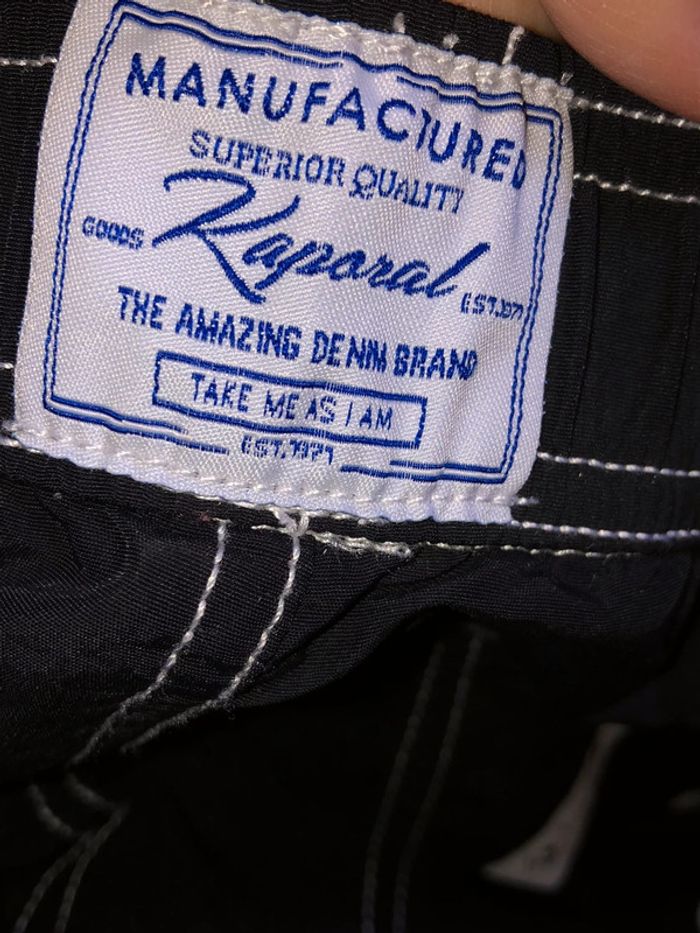 MANUFACTURED
SUPERIOR QUALITY
GOODS Kaporal EST.1971
THE AMAZING DENIM BRAND
TAKE ME AS I AM
EST.1971